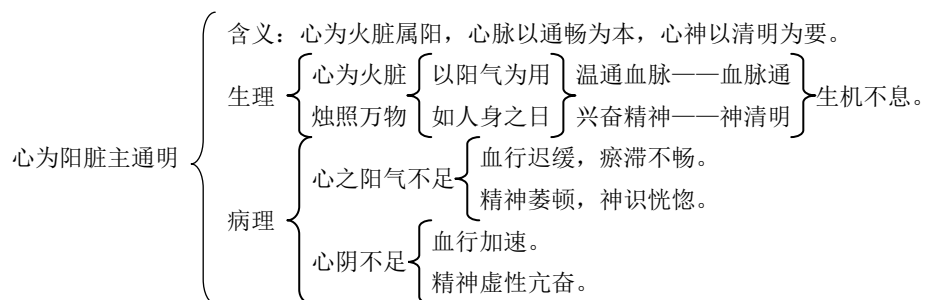 含义：心为火脏属阳，心脉以通畅为本，心神以清明为要。
生理 心为火脏 以阳气为用 温通血脉——血脉通
烛照万物 如人身之日 兴奋精神——神清明 生机不息。
心为阳脏主通明
病理
心之阳气不足
血行迟缓，瘀滞不畅。
精神萎顿，神识恍惚。
心阴不足
血行加速。
精神虚性亢奋。